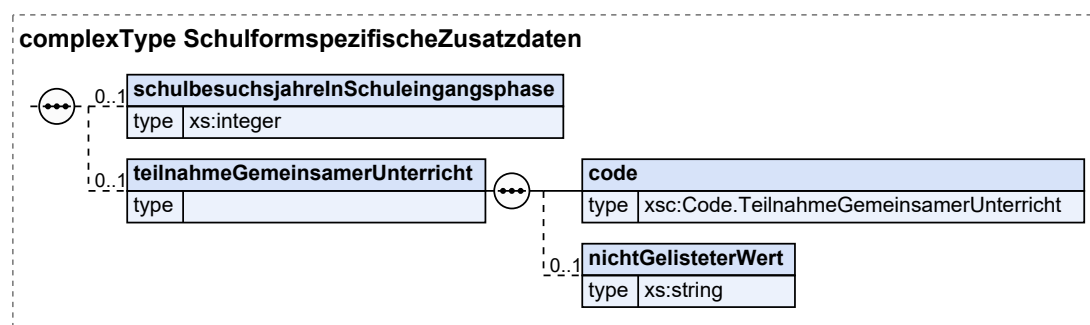 complexType SchulformspezifischeZusatzdaten
0..1
schulbesuchsjahreInSchuleingangsphase
type xs:integer
0..1
teilnahmeGemeinsamerUnterricht
type
code
type xsc:Code.TeilnahmeGemeinsamerUnterricht
0..1
nichtGelisteterWert
type xs:string